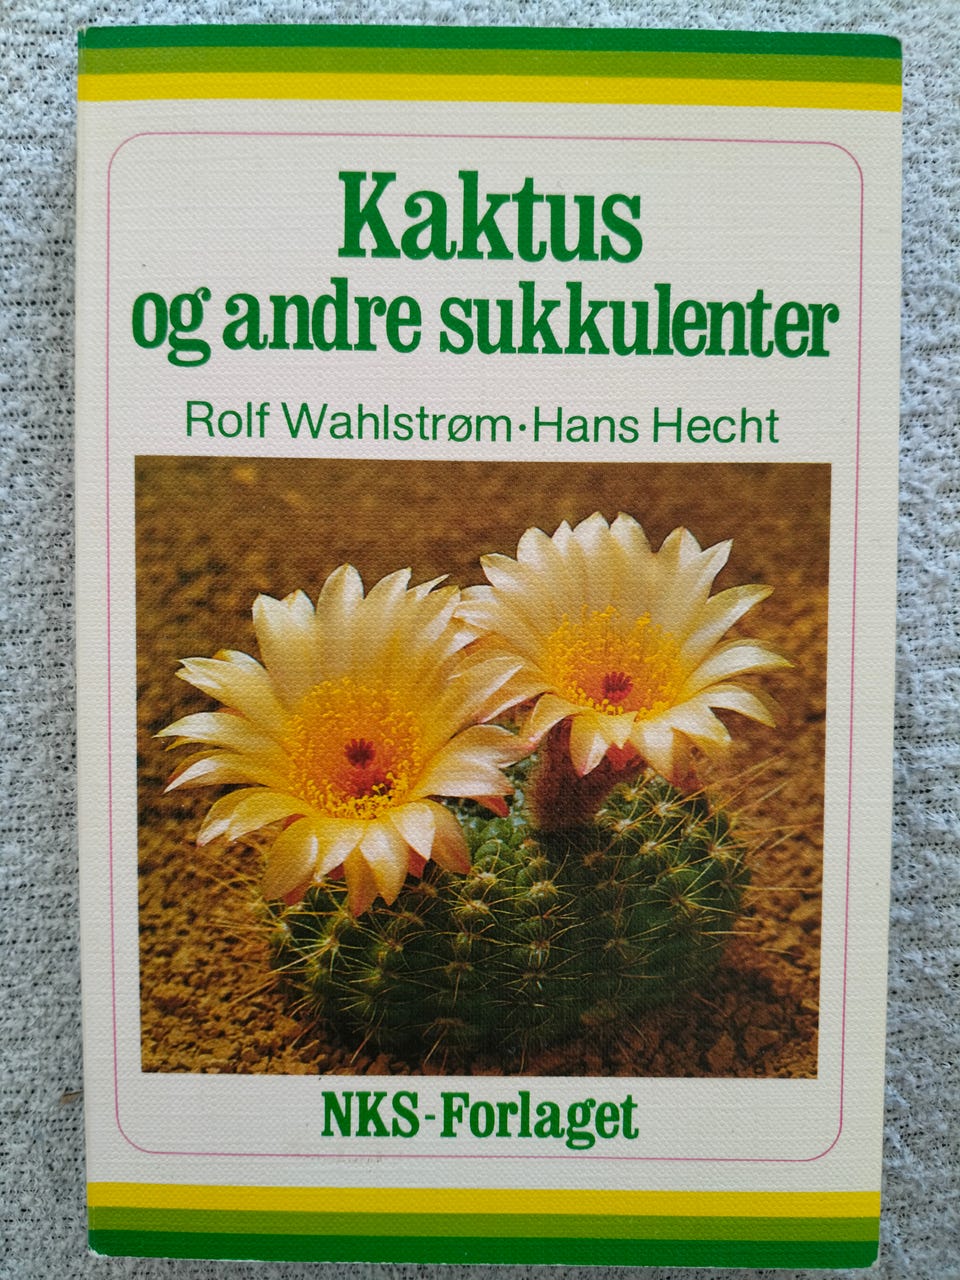 Kaktus
og andre sukkulenter
Rolf Wahlstrøm·Hans Hecht
NKS-Forlaget